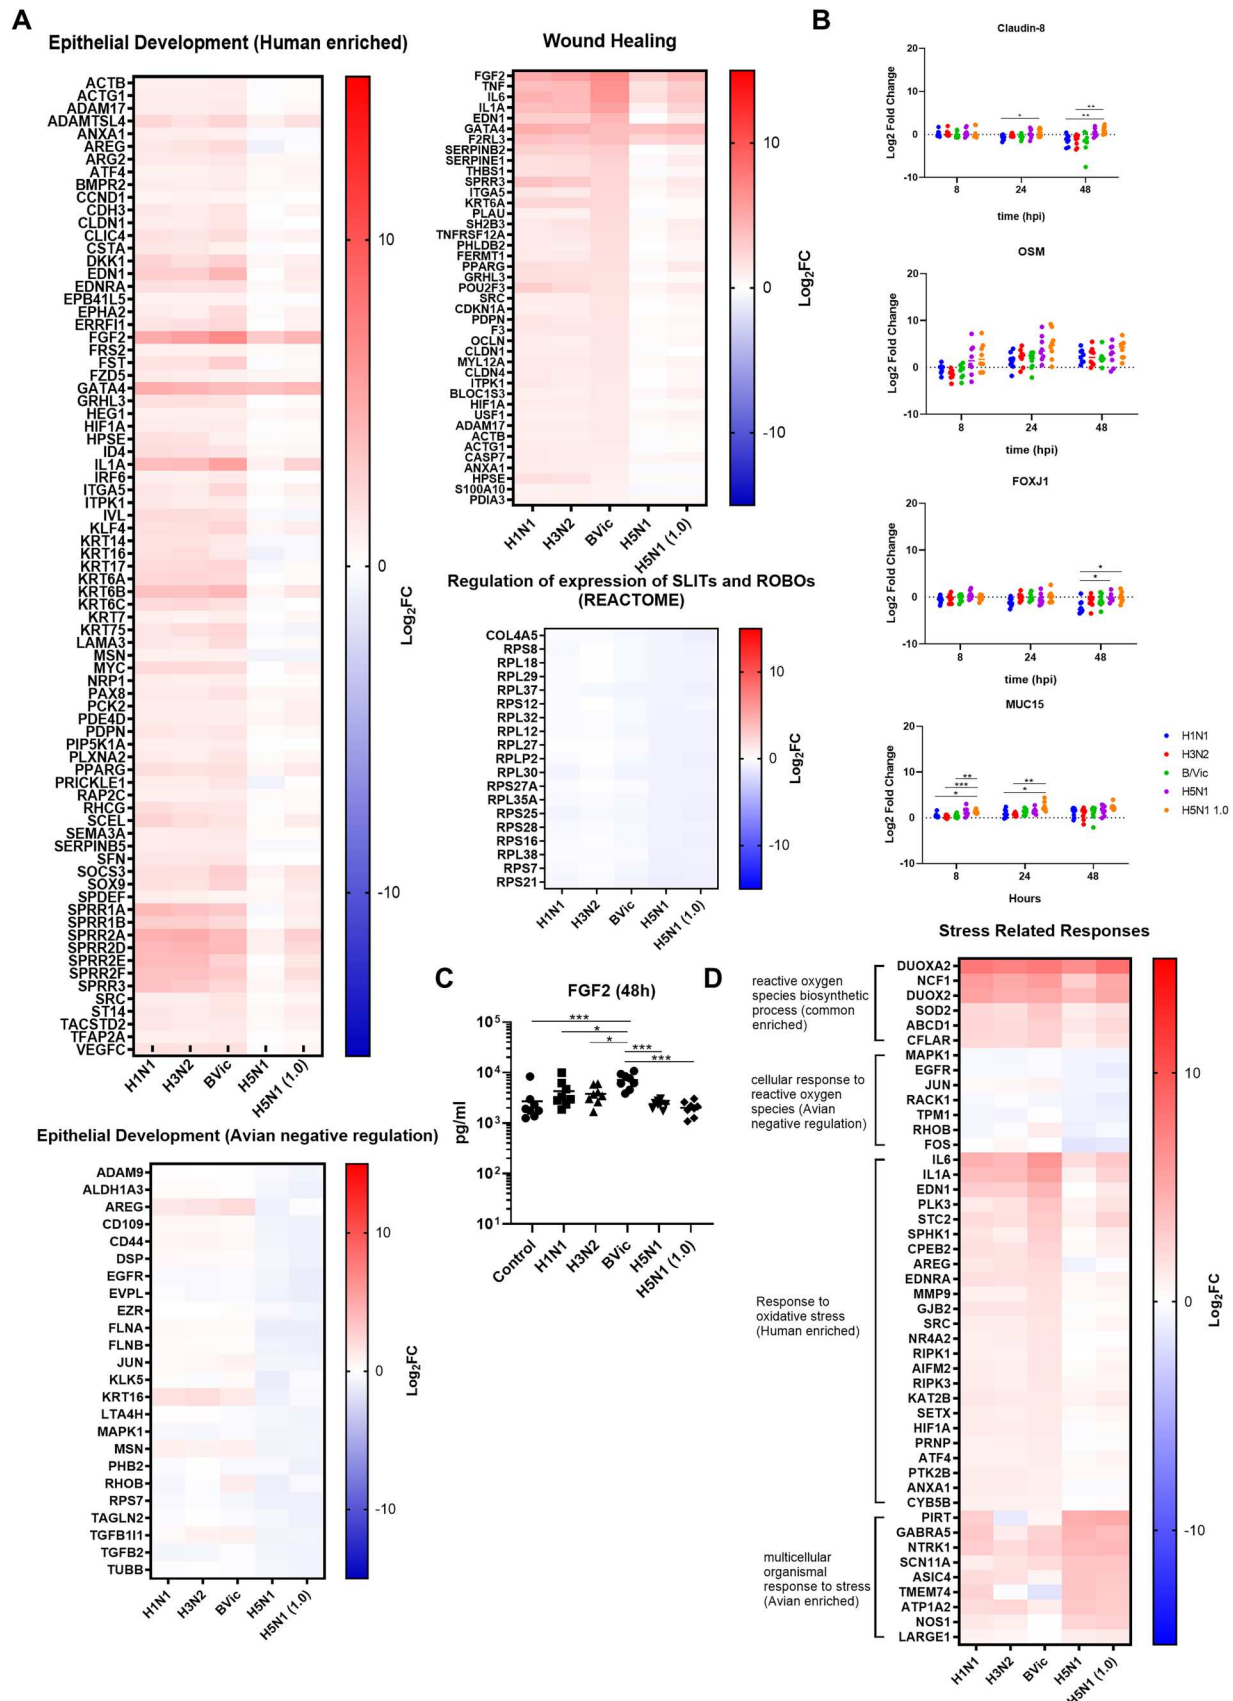 A
Epithelial Development (Human enriched)
ACTB
ACTG1
ADAM17
ADAMTSL4
ANXA1
AREG
ARG2
ATF4
BMPR2
CCND1
CDH3
CLDN1
CLIC4
CSTA
DKK1
EDN1
EDNRA
EPB41L5
EPHA2
ERRFI1
FGF2
FRS2
FST
FZD5
GATA4
GRHL3
HEG1
HIF1A
HPSE
ID4
IL1A
IRF6
ITGA5
ITPK1
IVL
KLF4
KRT14
KRT16
KRT17
KRT6A
KRT6B
KRT6C
KRT7
KRT75
LAMA3
MSN
MYC
NRP1
PAX8
PCK2
PDE4D
PDPN
PIP5K1A
PLXNA2
PPARG
PRICKLE1
RAP2C
RHCG
SCEL
SEMA3A
SERPINB5
SFN
SOCS3
SOX9
SPDEF
SPRR1A
SPRR1B
SPRR2A
SPRR2D
SPRR2E
SPRR2F
SPRR3
SRC
ST14
TACSTD2
TFAP2A
VEGFC
H1N1
H3N2
BVic
H5N1
H5N1 (1.0)
10
0
-10
Log2FC
Epithelial Development (Avian negative regulation)
ADAM9
ALDH1A3
AREG
CD109
CD44
DSP
EGFR
EVPL
EZR
FLNA
FLNB
JUN
KLK5
KRT16
LTA4H
MAPK1
MSN
PHB2
RHOB
RPS7
TAGLN2
TGFB1I1
TGFB2
TUBB
H1N1
H3N2
BVic
H5N1
H5N1 (1.0)
10
0
-10
Log2FC
Wound Healing
FGF2
TNF
IL6
IL1A
EDN1
GATA4
F2RL3
SERPINB2
SERPINE1
THBS1
SPRR3
ITGA5
KRT6A
PLAU
SH2B3
TNFRSF12A
PHLDB2
FERMT1
PPARG
GRHL3
POU2F3
SRC
CDKN1A
PDPN
F3
OCLN
CLDN1
MYL12A
CLDN4
ITPK1
BLOC1S3
HIF1A
USF1
ADAM17
ACTB
ACTG1
CASP7
ANXA1
HPSE
S100A10
PDIA3
H1N1
H3N2
BVic
H5N1
H5N1 (1.0)
10
0
-10
Log2FC
Regulation of expression of SLITs and ROBOs
(REACTOME)
COL4A5
RPS8
RPL18
RPL29
RPL37
RPS12
RPL32
RPL12
RPL27
RPLP2
RPL30
RPS27A
RPL35A
RPS25
RPS28
RPS16
RPL38
RPS7
RPS21
H1N1
H3N2
BVic
H5N1
H5N1 (1.0)
10
0
-10
Log2FC
B
Claudin-8
Log2 Fold Change
20
10
0
-10
*
**
**
8
24
48
time (hpi)
OSM
Log2 Fold Change
20
10
0
-10
8
24
48
time (hpi)
FOXJ1
Log2 Fold Change
20
10
0
-10
*
*
8
24
48
time (hpi)
MUC15
Log2 Fold Change
20
10
0
-10
**
***
*
**
*
8
24
48
Hours
H1N1
H3N2
B/Vic
H5N1
H5N1 1.0
C
FGF2 (48h)
pg/ml
10^5
10^4
10^3
10^2
10^1
***
*
*
***
***
Control
H1N1
H3N2
BVic
H5N1
H5N1 (1.0)
D
Stress Related Responses
reactive oxygen
species biosynthetic
process (common
enriched)
DUOXA2
NCF1
DUOX2
SOD2
ABCD1
CFLAR
cellular response to
reactive oxygen
species (Avian
negative regulation)
MAPK1
EGFR
JUN
RACK1
TPM1
RHOB
FOS
Response to
oxidative stress
(Human enriched)
IL6
IL1A
EDN1
PLK3
STC2
SPHK1
CPEB2
AREG
EDNRA
MMP9
GJB2
SRC
NR4A2
RIPK1
AIFM2
RIPK3
KAT2B
SETX
HIF1A
PRNP
ATF4
PTK2B
ANXA1
CYB5B
multicellular
organismal
response to stress
(Avian enriched)
PIRT
GABRA5
NTRK1
SCN11A
ASIC4
TMEM74
ATP1A2
NOS1
LARGE1
H1N1
H3N2
BVic
H5N1
H5N1 (1.0)
10
0
-10
Log2FC